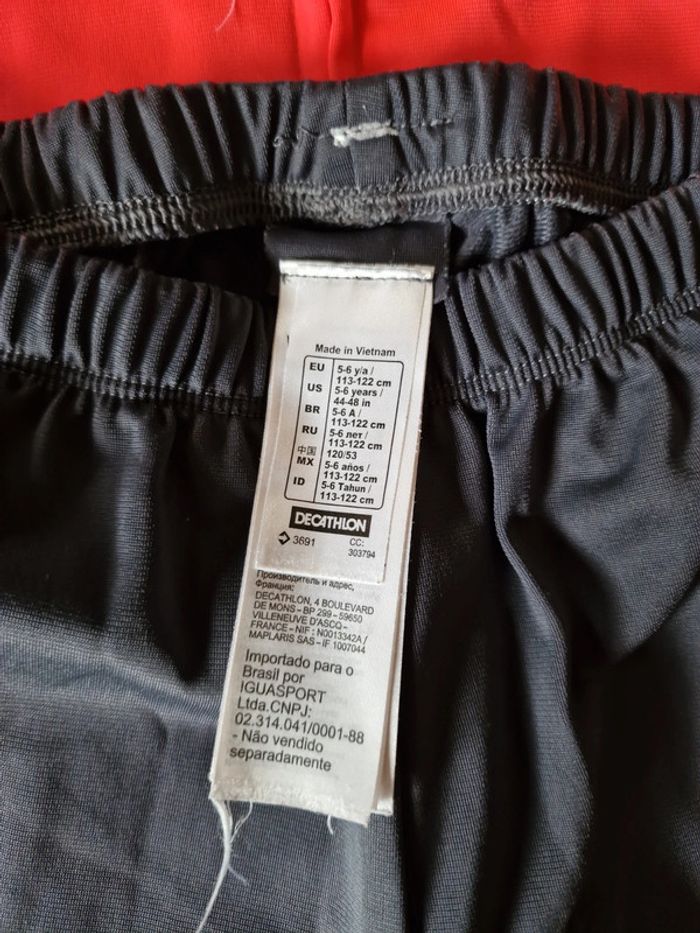 Made in Vietnam
EU 5-6 y/a / 113-122 cm
US 5-6 years / 44-48 in
BR 5-6 A / 113-122 cm
RU 5-6 лет / 113-122 cm
中国 120/53
MX 5-6 años / 113-122 cm
ID 5-6 Tahun / 113-122 cm
DECATHLON
3691 CC: 303794
Производитель и адрес,
Франция:
DECATHLON, 4 BOULEVARD
DE MONS - BP 299 - 59650
VILLENEUVE D'ASCQ -
FRANCE - NIF : N0013342A /
MAPLARIS SAS - IF 1007044
Importado para o
Brasil por
IGUASPORT
Ltda.CNPJ:
02.314.041/0001-88
- Não vendido
separadamente